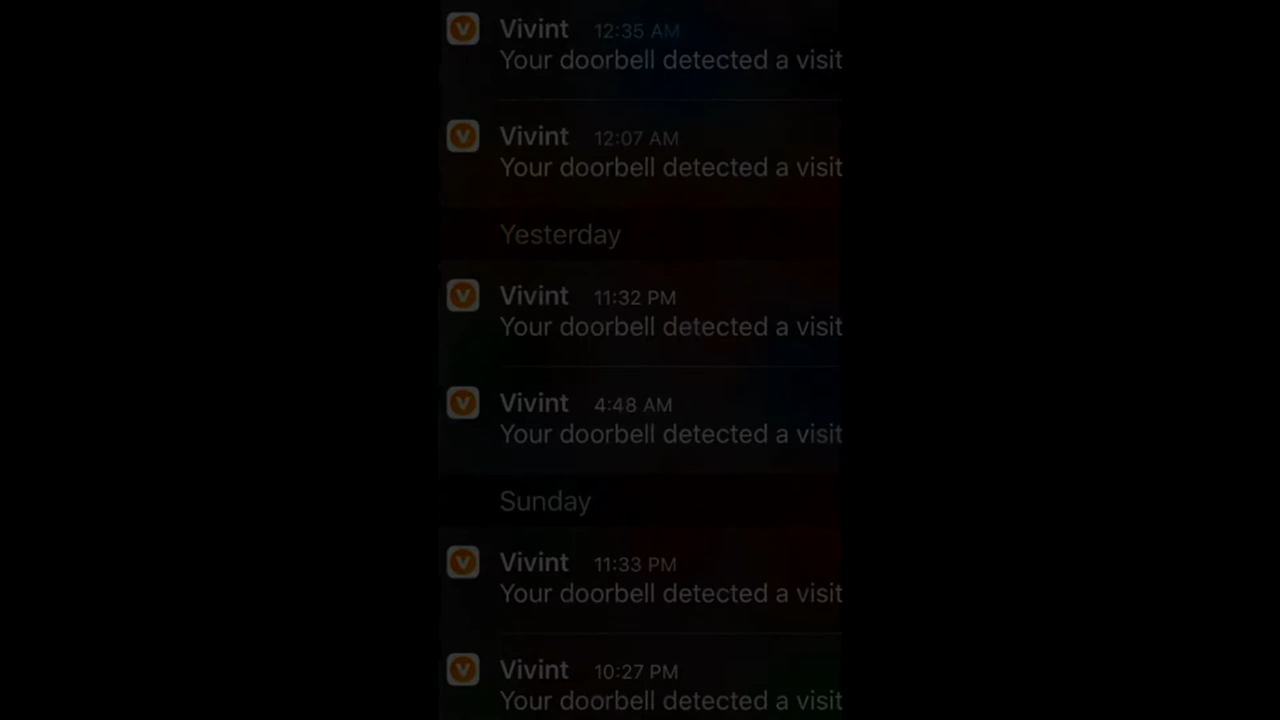 Vivint 12:35 AM
Your doorbell detected a visit
Vivint 12:07 AM
Your doorbell detected a visit
Yesterday
Vivint 11:32 PM
Your doorbell detected a visit
Vivint 4:48 AM
Your doorbell detected a visit
Sunday
Vivint 11:33 PM
Your doorbell detected a visit
Vivint 10:27 PM
Your doorbell detected a visit